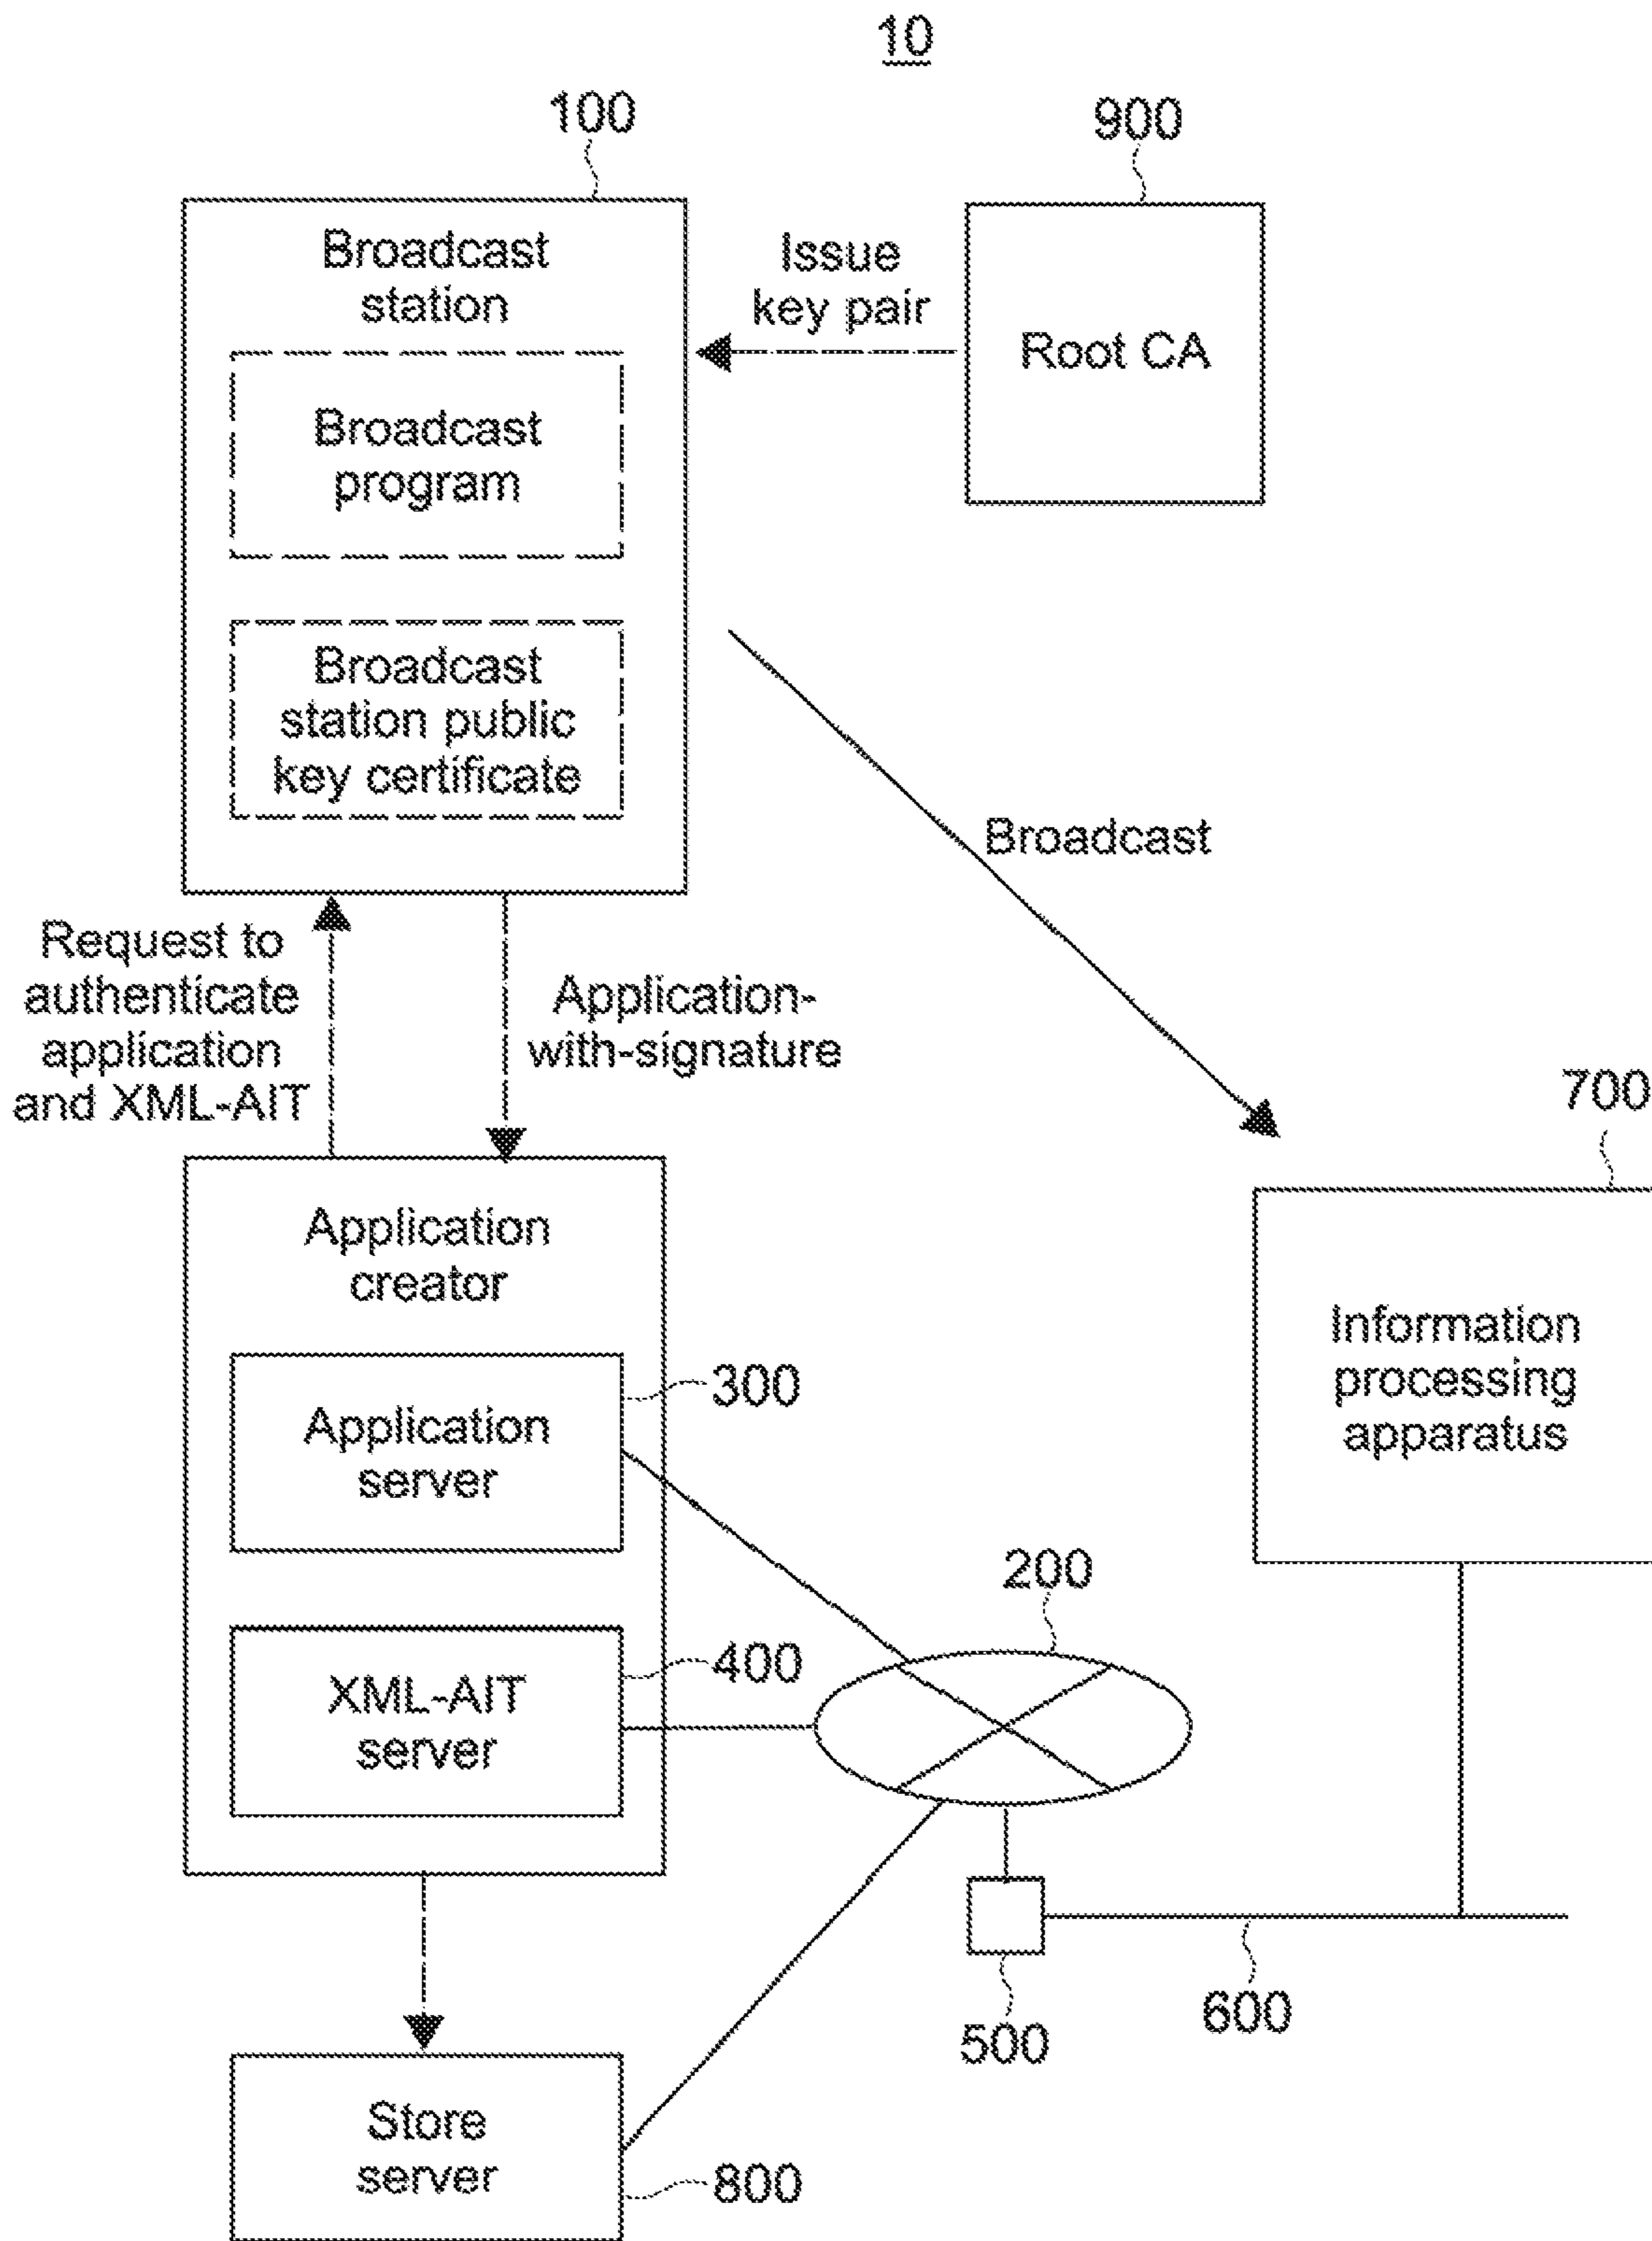 10
100
900
Broadcast
station
Issue
key pair
Root CA
Broadcast
program
Broadcast
station public
key certificate
Broadcast
Request to
authenticate
application
and XML-AIT
Application-
with-signature
700
Application
creator
Information
processing
apparatus
300
Application
server
200
400
XML-AIT
server
500
600
Store
server
800